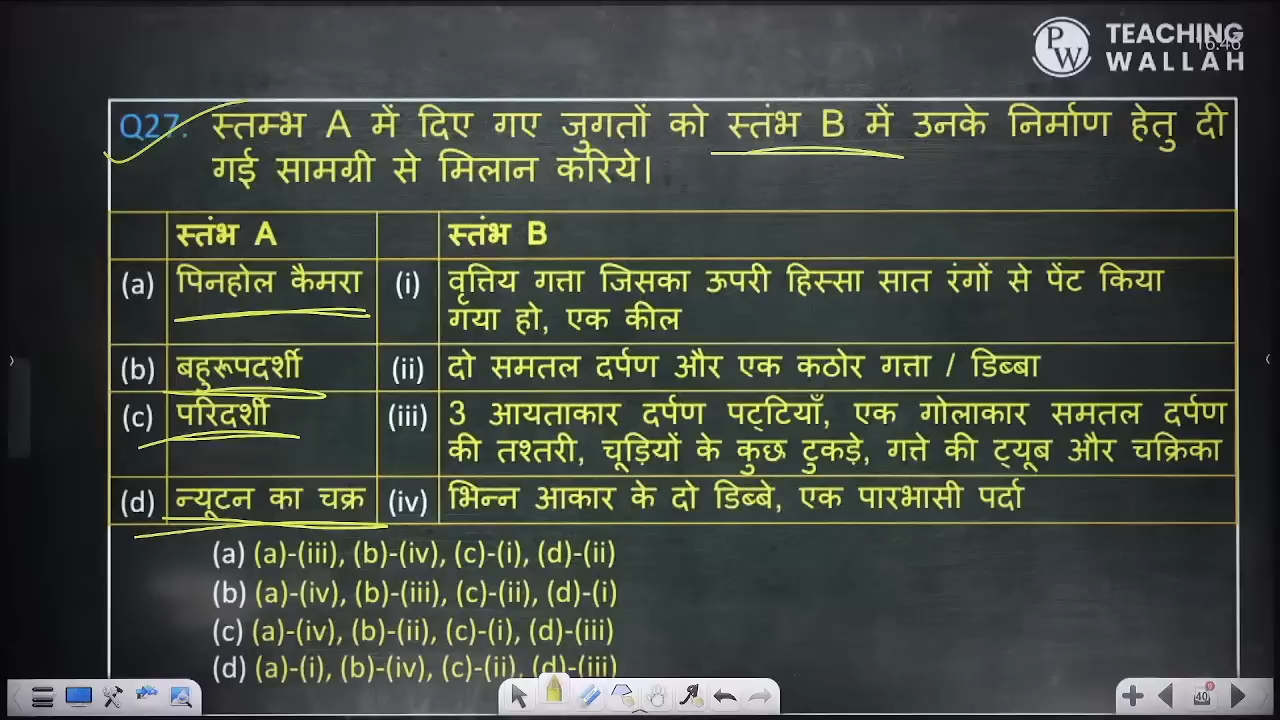 TEACHING
WALLAH
PW
16:46
Q27. स्तम्भ A में दिए गए जुगतों को स्तंभ B में उनके निर्माण हेतु दी
गई सामग्री से मिलान करिये।
स्तंभ A स्तंभ B
(a) पिनहोल कैमरा (i) वृत्तिय गत्ता जिसका ऊपरी हिस्सा सात रंगों से पेंट किया
गया हो, एक कील
(b) बहुरूपदर्शी (ii) दो समतल दर्पण और एक कठोर गत्ता / डिब्बा
(c) परिदर्शी (iii) 3 आयताकार दर्पण पट्टियाँ, एक गोलाकार समतल दर्पण
की तश्तरी, चूड़ियों के कुछ टुकड़े, गत्ते की ट्यूब और चक्रिका
(d) न्यूटन का चक्र (iv) भिन्न आकार के दो डिब्बे, एक पारभासी पर्दा
(a) (a)-(iii), (b)-(iv), (c)-(i), (d)-(ii)
(b) (a)-(iv), (b)-(iii), (c)-(ii), (d)-(i)
(c) (a)-(iv), (b)-(ii), (c)-(i), (d)-(iii)
(d) (a)-(i), (b)-(iv), (c)-(ii), (d)-(iii)
40